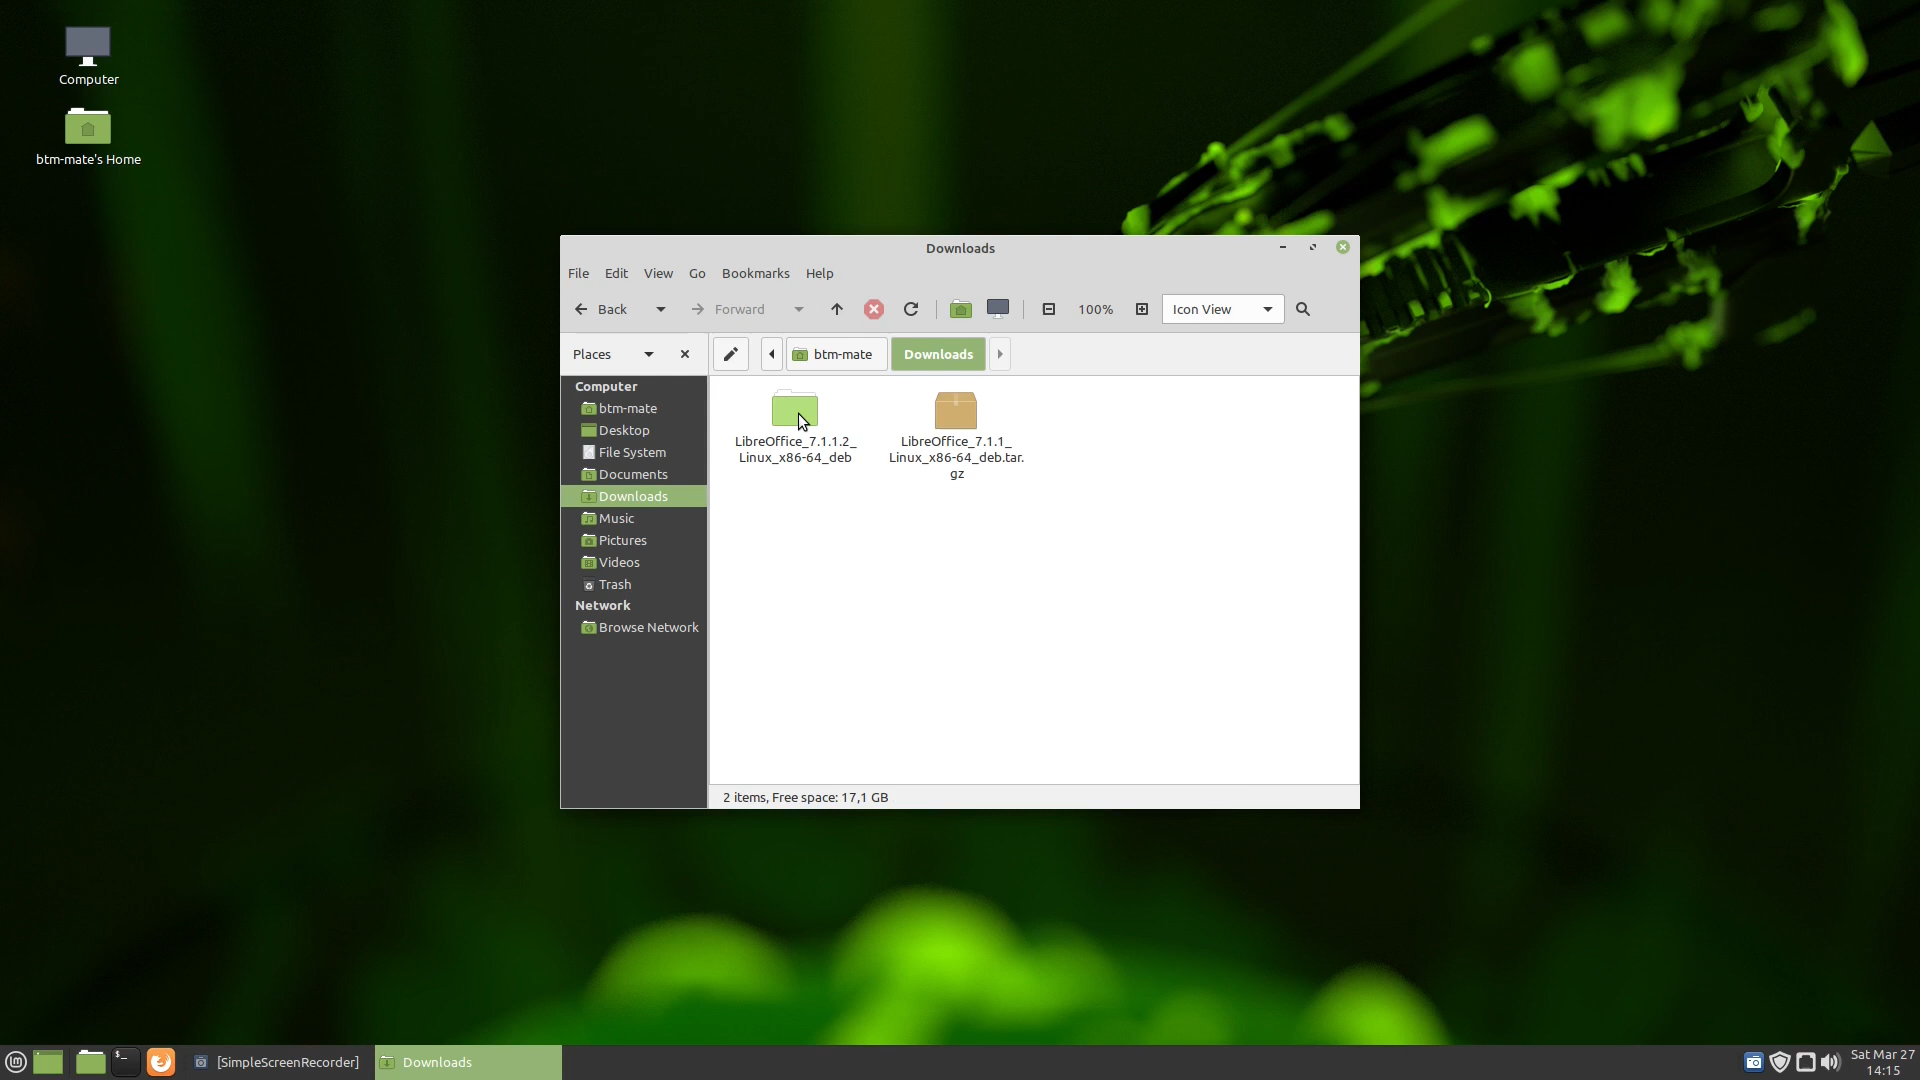 Computer
btm-mate's Home
Downloads
File Edit View Go Bookmarks Help
Back Forward 100% Icon View
Places btm-mate Downloads
Computer
btm-mate
Desktop
File System
Documents
Downloads
Music
Pictures
Videos
Trash
Network
Browse Network
LibreOffice_7.1.1.2_
Linux_x86-64_deb
LibreOffice_7.1.1_
Linux_x86-64_deb.tar.
gz
2 items, Free space: 17,1 GB
$_ [SimpleScreenRecorder] Downloads
Sat Mar 27
14:15